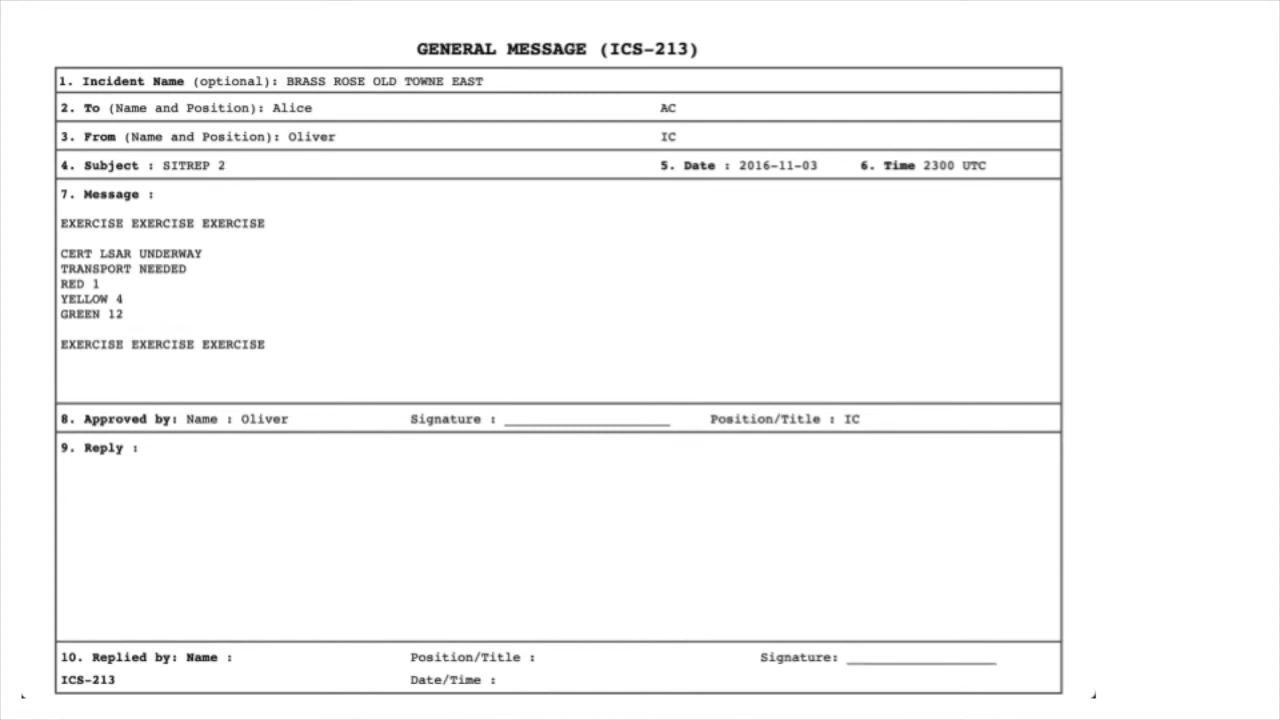 GENERAL MESSAGE (ICS-213)
1. Incident Name (optional): BRASS ROSE OLD TOWNE EAST
2. To (Name and Position): Alice AC
3. From (Name and Position): Oliver IC
4. Subject : SITREP 2 5. Date : 2016-11-03 6. Time 2300 UTC
7. Message :
EXERCISE EXERCISE EXERCISE
CERT LSAR UNDERWAY
TRANSPORT NEEDED
RED 1
YELLOW 4
GREEN 12
EXERCISE EXERCISE EXERCISE
8. Approved by: Name : Oliver Signature : Position/Title : IC
9. Reply :
10. Replied by: Name : Position/Title : Signature:
ICS-213 Date/Time :